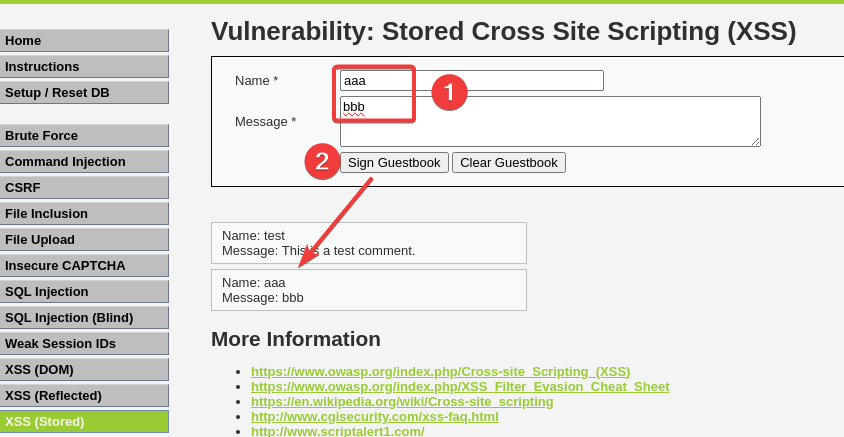 Vulnerability: Stored Cross Site Scripting (XSS)
Home
Instructions
Setup / Reset DB
Brute Force
Command Injection
CSRF
File Inclusion
File Upload
Insecure CAPTCHA
SQL Injection
SQL Injection (Blind)
Weak Session IDs
XSS (DOM)
XSS (Reflected)
XSS (Stored)
Name * aaa
1
Message * bbb
2 Sign Guestbook Clear Guestbook
Name: test
Message: This is a test comment.
Name: aaa
Message: bbb
More Information
https://www.owasp.org/index.php/Cross-site_Scripting_(XSS)
https://www.owasp.org/index.php/XSS_Filter_Evasion_Cheat_Sheet
https://en.wikipedia.org/wiki/Cross-site_scripting
http://www.cgisecurity.com/xss-faq.html
http://www.scriptalert1.com/